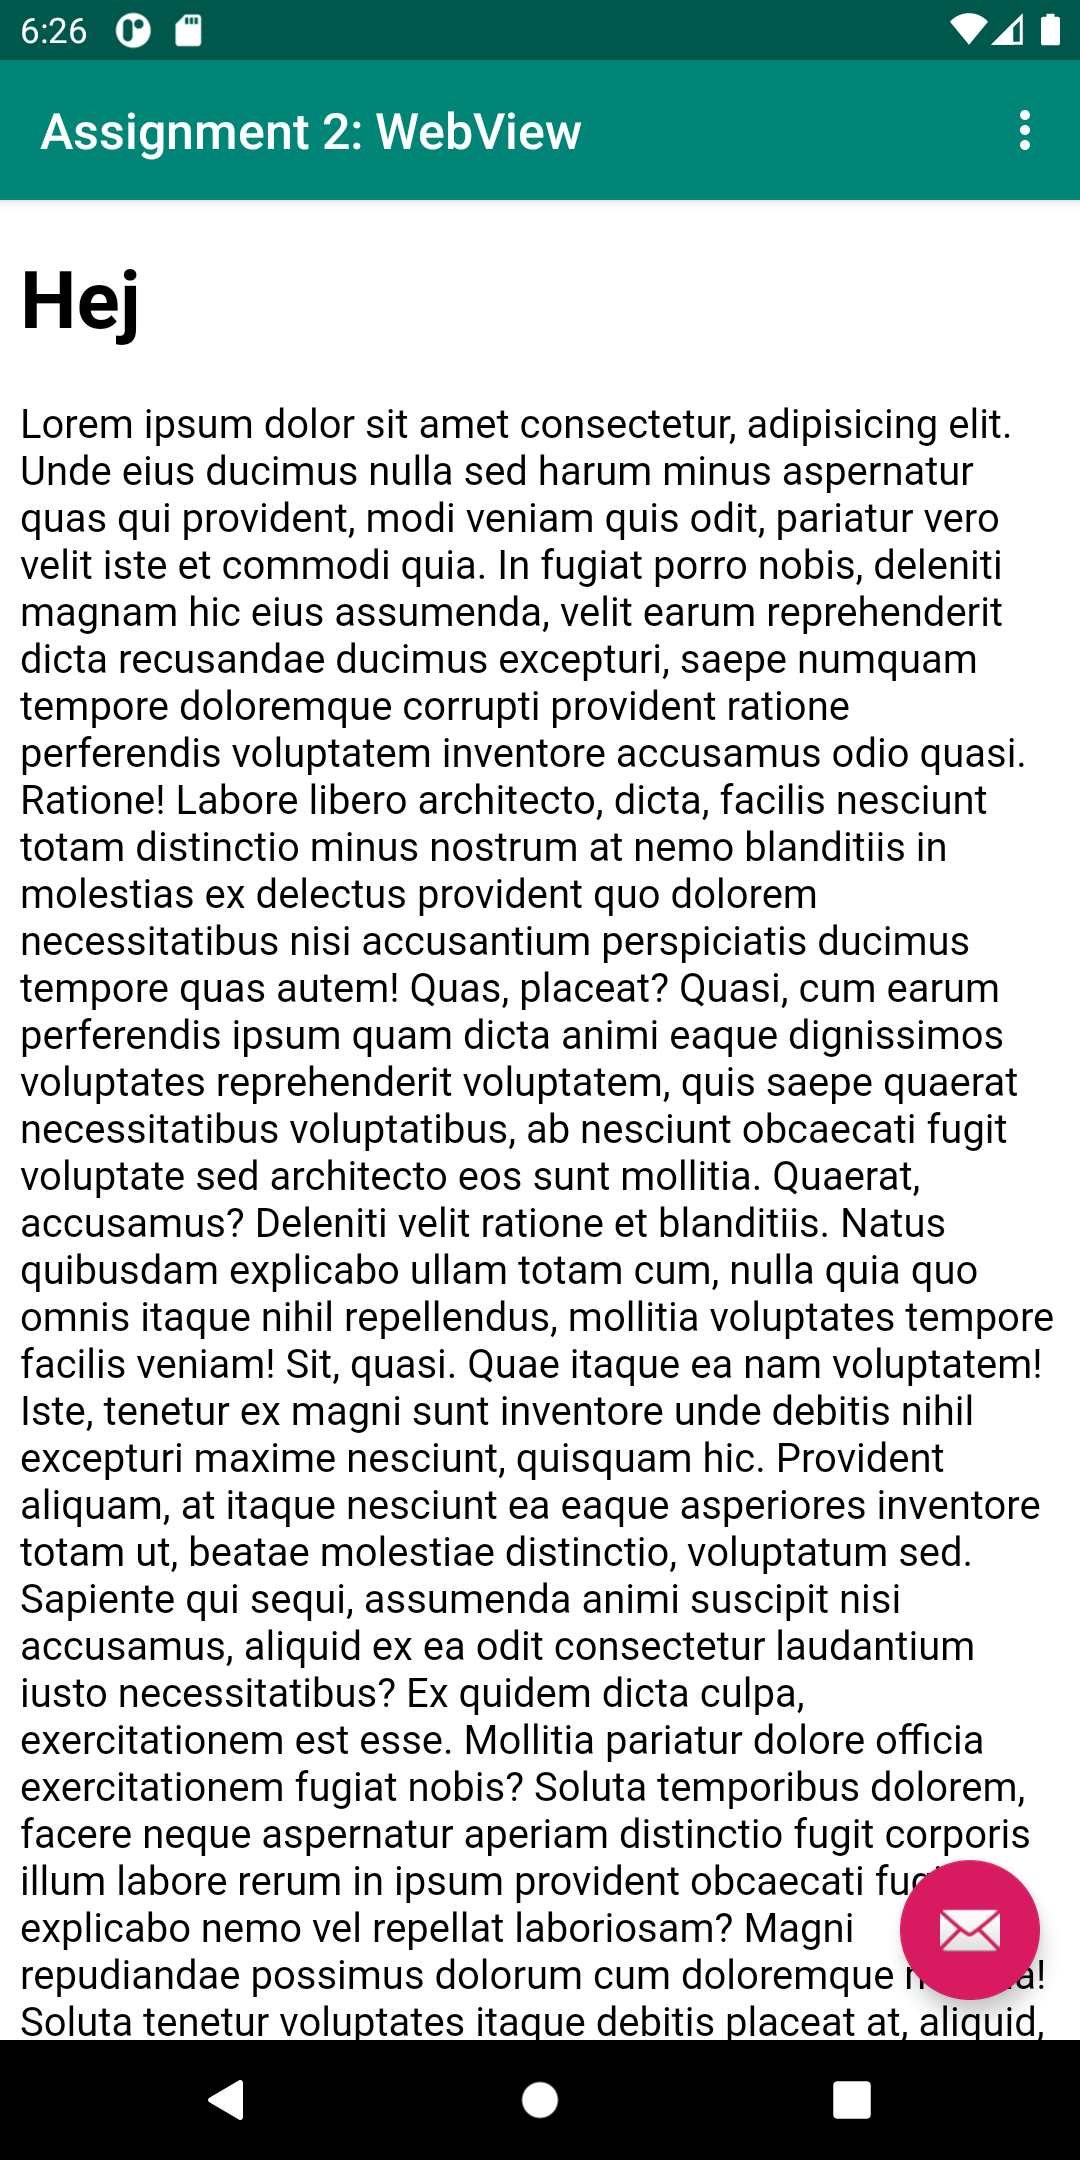 6:26
Assignment 2: WebView
Hej
Lorem ipsum dolor sit amet consectetur, adipisicing elit.
Unde eius ducimus nulla sed harum minus aspernatur
quas qui provident, modi veniam quis odit, pariatur vero
velit iste et commodi quia. In fugiat porro nobis, deleniti
magnam hic eius assumenda, velit earum reprehenderit
dicta recusandae ducimus excepturi, saepe numquam
tempore doloremque corrupti provident ratione
perferendis voluptatem inventore accusamus odio quasi.
Ratione! Labore libero architecto, dicta, facilis nesciunt
totam distinctio minus nostrum at nemo blanditiis in
molestias ex delectus provident quo dolorem
necessitatibus nisi accusantium perspiciatis ducimus
tempore quas autem! Quas, placeat? Quasi, cum earum
perferendis ipsum quam dicta animi eaque dignissimos
voluptates reprehenderit voluptatem, quis saepe quaerat
necessitatibus voluptatibus, ab nesciunt obcaecati fugit
voluptate sed architecto eos sunt mollitia. Quaerat,
accusamus? Deleniti velit ratione et blanditiis. Natus
quibusdam explicabo ullam totam cum, nulla quia quo
omnis itaque nihil repellendus, mollitia voluptates tempore
facilis veniam! Sit, quasi. Quae itaque ea nam voluptatem!
Iste, tenetur ex magni sunt inventore unde debitis nihil
excepturi maxime nesciunt, quisquam hic. Provident
aliquam, at itaque nesciunt ea eaque asperiores inventore
totam ut, beatae molestiae distinctio, voluptatum sed.
Sapiente qui sequi, assumenda animi suscipit nisi
accusamus, aliquid ex ea odit consectetur laudantium
iusto necessitatibus? Ex quidem dicta culpa,
exercitationem est esse. Mollitia pariatur dolore officia
exercitationem fugiat nobis? Soluta temporibus dolorem,
facere neque aspernatur aperiam distinctio fugit corporis
illum labore rerum in ipsum provident obcaecati
explicabo nemo vel repellat laboriosam? Magni
repudiandae possimus dolorum cum doloremque
Soluta tenetur voluptates itaque debitis placeat at, aliquid,